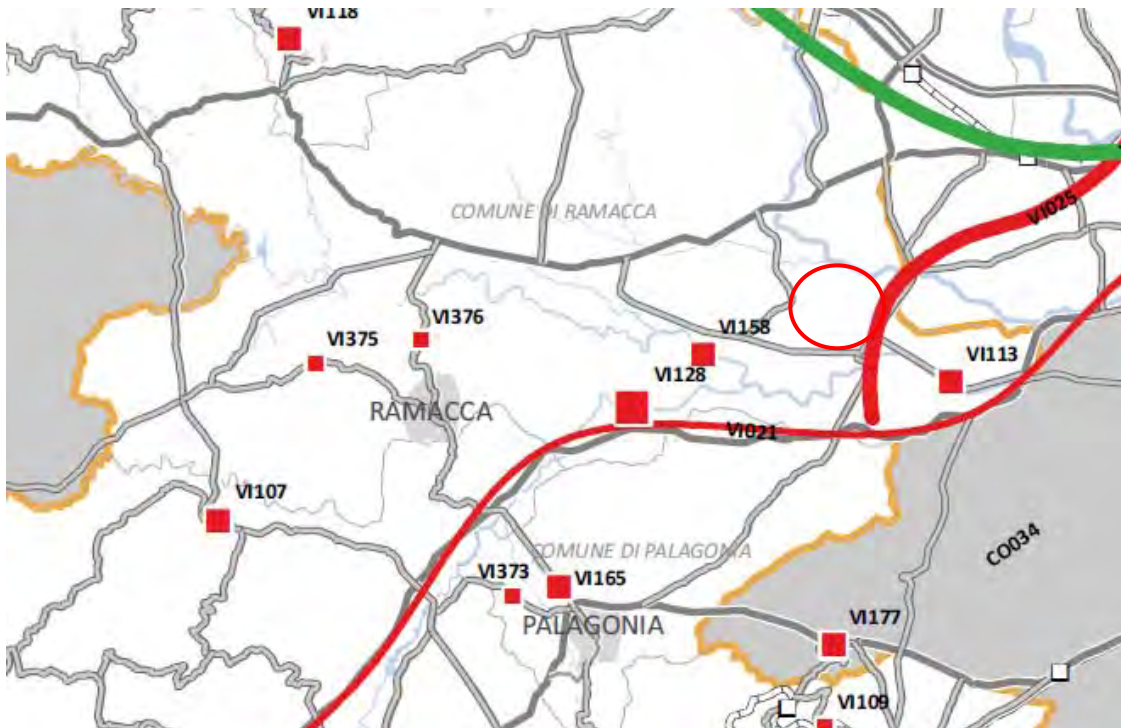 VI118
VI025
COMUNE DI RAMACCA
VI376
VI158
VI375
VI113
VI128
RAMACCA
VI021
VI107
CO034
COMUNE DI PALAGONIA
VI373
VI165
VI177
PALAGONIA
VI109